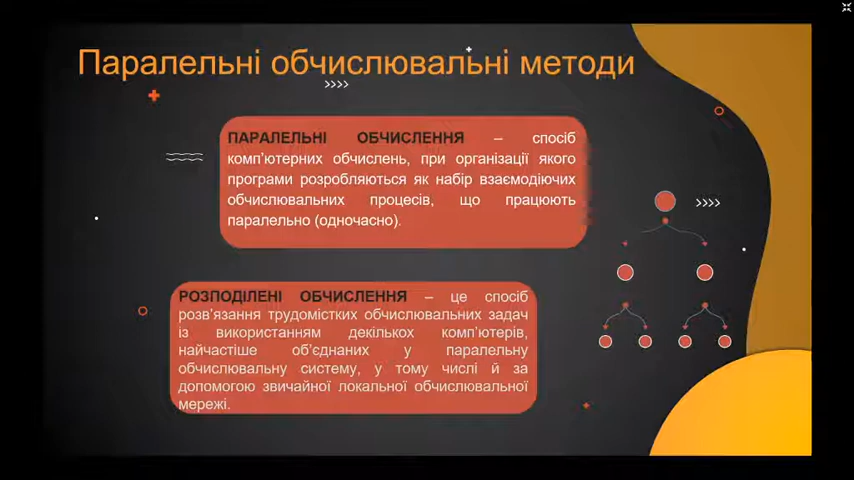 Паралельні обчислювальні методи
ПАРАЛЕЛЬНІ ОБЧИСЛЕННЯ – спосіб
комп'ютерних обчислень, при організації якого
програми розробляються як набір взаємодіючих
обчислювальних процесів, що працюють
паралельно (одночасно).
РОЗПОДІЛЕНІ ОБЧИСЛЕННЯ – це спосіб
розв'язання трудомістких обчислювальних задач
із використанням декількох комп'ютерів,
найчастіше об'єднаних у паралельну
обчислювальну систему, у тому числі й за
допомогою звичайної локальної обчислювальної
мережі.